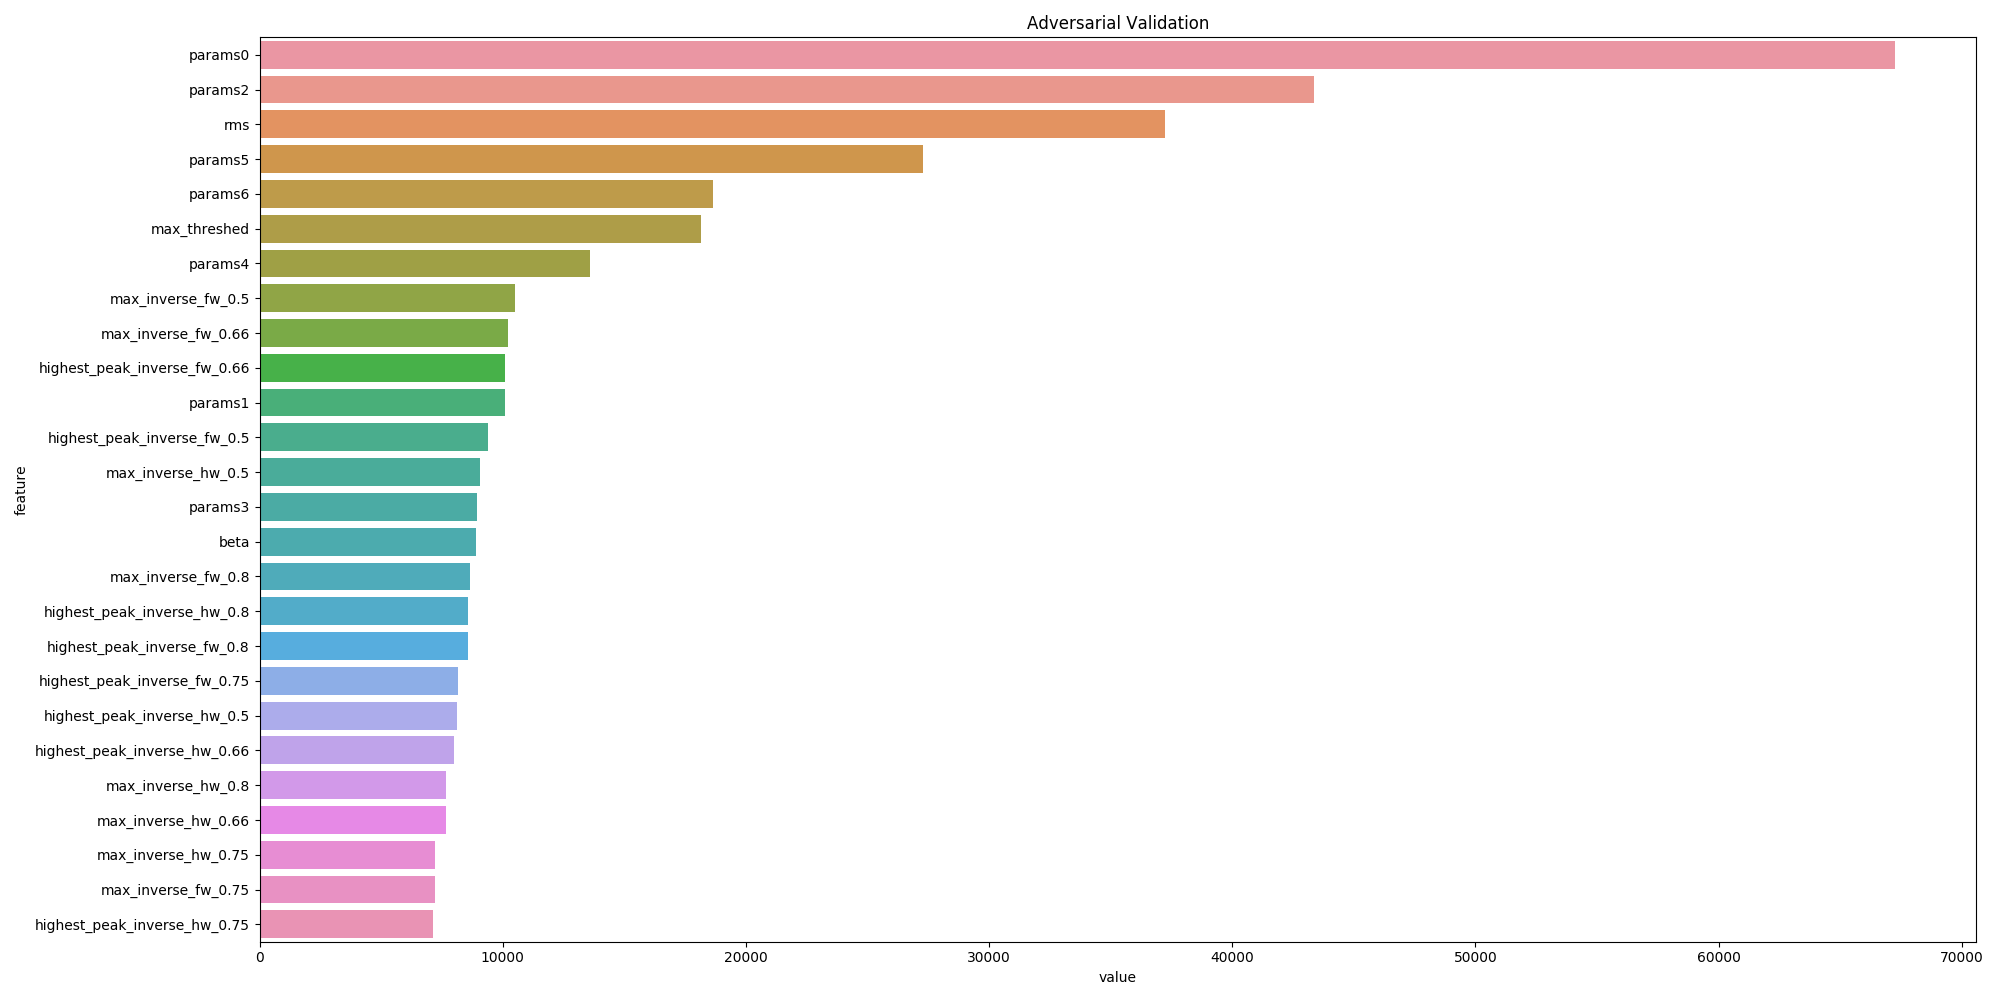 Adversarial Validation
params0
params2
rms
params5
params6
max_threshed
params4
max_inverse_fw_0.5
max_inverse_fw_0.66
highest_peak_inverse_fw_0.66
params1
highest_peak_inverse_fw_0.5
max_inverse_hw_0.5
params3
beta
max_inverse_fw_0.8
highest_peak_inverse_hw_0.8
highest_peak_inverse_fw_0.8
highest_peak_inverse_fw_0.75
highest_peak_inverse_hw_0.5
highest_peak_inverse_hw_0.66
max_inverse_hw_0.8
max_inverse_hw_0.66
max_inverse_hw_0.75
max_inverse_fw_0.75
highest_peak_inverse_hw_0.75
feature
0 10000 20000 30000 40000 50000 60000 70000
value